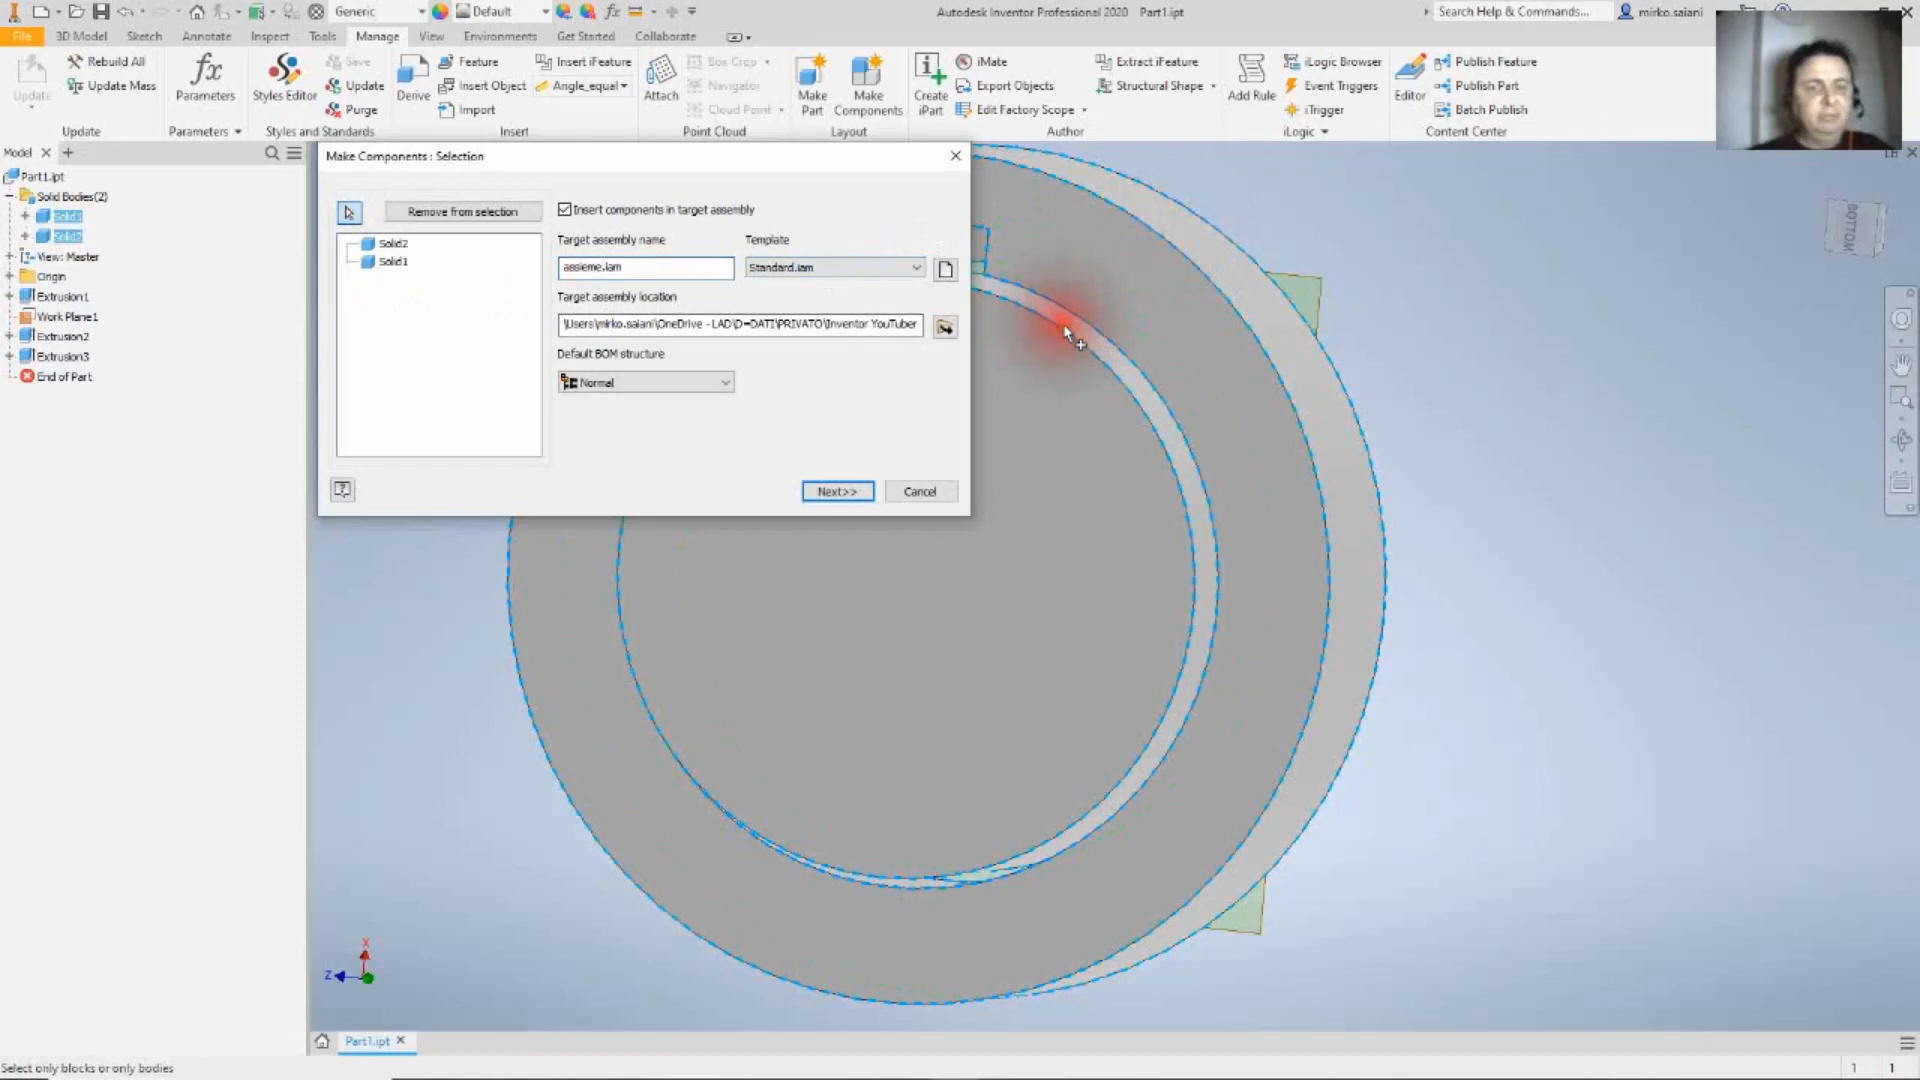 Generic
Default
fx
Autodesk Inventor Professional 2020 Part1.ipt
Search Help & Commands...
mirko.saiani
File 3D Model Sketch Annotate Inspect Tools Manage View Environments Get Started Collaborate
Update
Rebuild All
Update Mass
Update
fx
Parameters
Parameters
Styles Editor
Save
Update
Purge
Styles and Standards
Derive
Feature
Insert Object
Import
Insert iFeature
Angle_equal
Insert
Attach
Box Crop
Navigator
Cloud Point
Point Cloud
Make Part
Make Components
Layout
Create iPart
iMate
Export Objects
Edit Factory Scope
Extract iFeature
Structural Shape
Author
Add Rule
iLogic Browser
Event Triggers
iTrigger
iLogic
Editor
Publish Feature
Publish Part
Batch Publish
Content Center
Model
Part1.ipt
Solid Bodies(2)
Solid1
Solid2
View: Master
Origin
Extrusion1
Work Plane1
Extrusion2
Extrusion3
End of Part
Make Components : Selection
Remove from selection
Solid2
Solid1
Insert components in target assembly
Target assembly name
Template
assieme.iam
Standard.iam
Target assembly location
\Users\mirko.saiani\OneDrive - LAD\D=DATI\PRIVATO\Inventor YouTuber
Default BOM structure
Normal
Next>>
Cancel
BOTTOM
X
Z
Part1.ipt
Select only blocks or only bodies
1 1